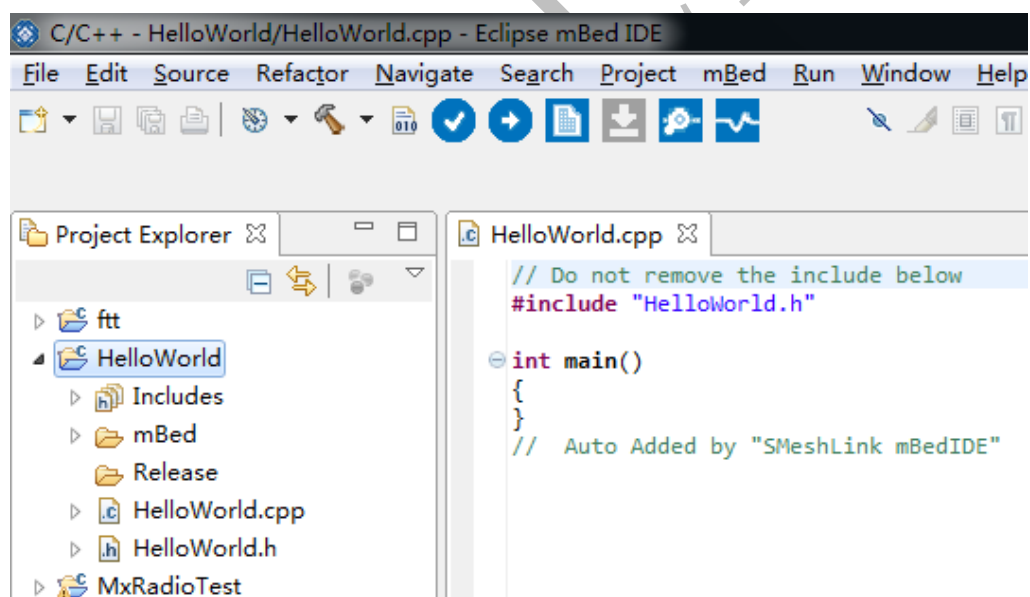 C/C++ - HelloWorld/HelloWorld.cpp - Eclipse mBed IDE
File Edit Source Refactor Navigate Search Project mBed Run Window Help
010
Project Explorer
HelloWorld.cpp
ftt
HelloWorld
Includes
mBed
Release
HelloWorld.cpp
HelloWorld.h
MxRadioTest
// Do not remove the include below
#include "HelloWorld.h"
int main()
{
}
// Auto Added by "SMeshLink mBedIDE"